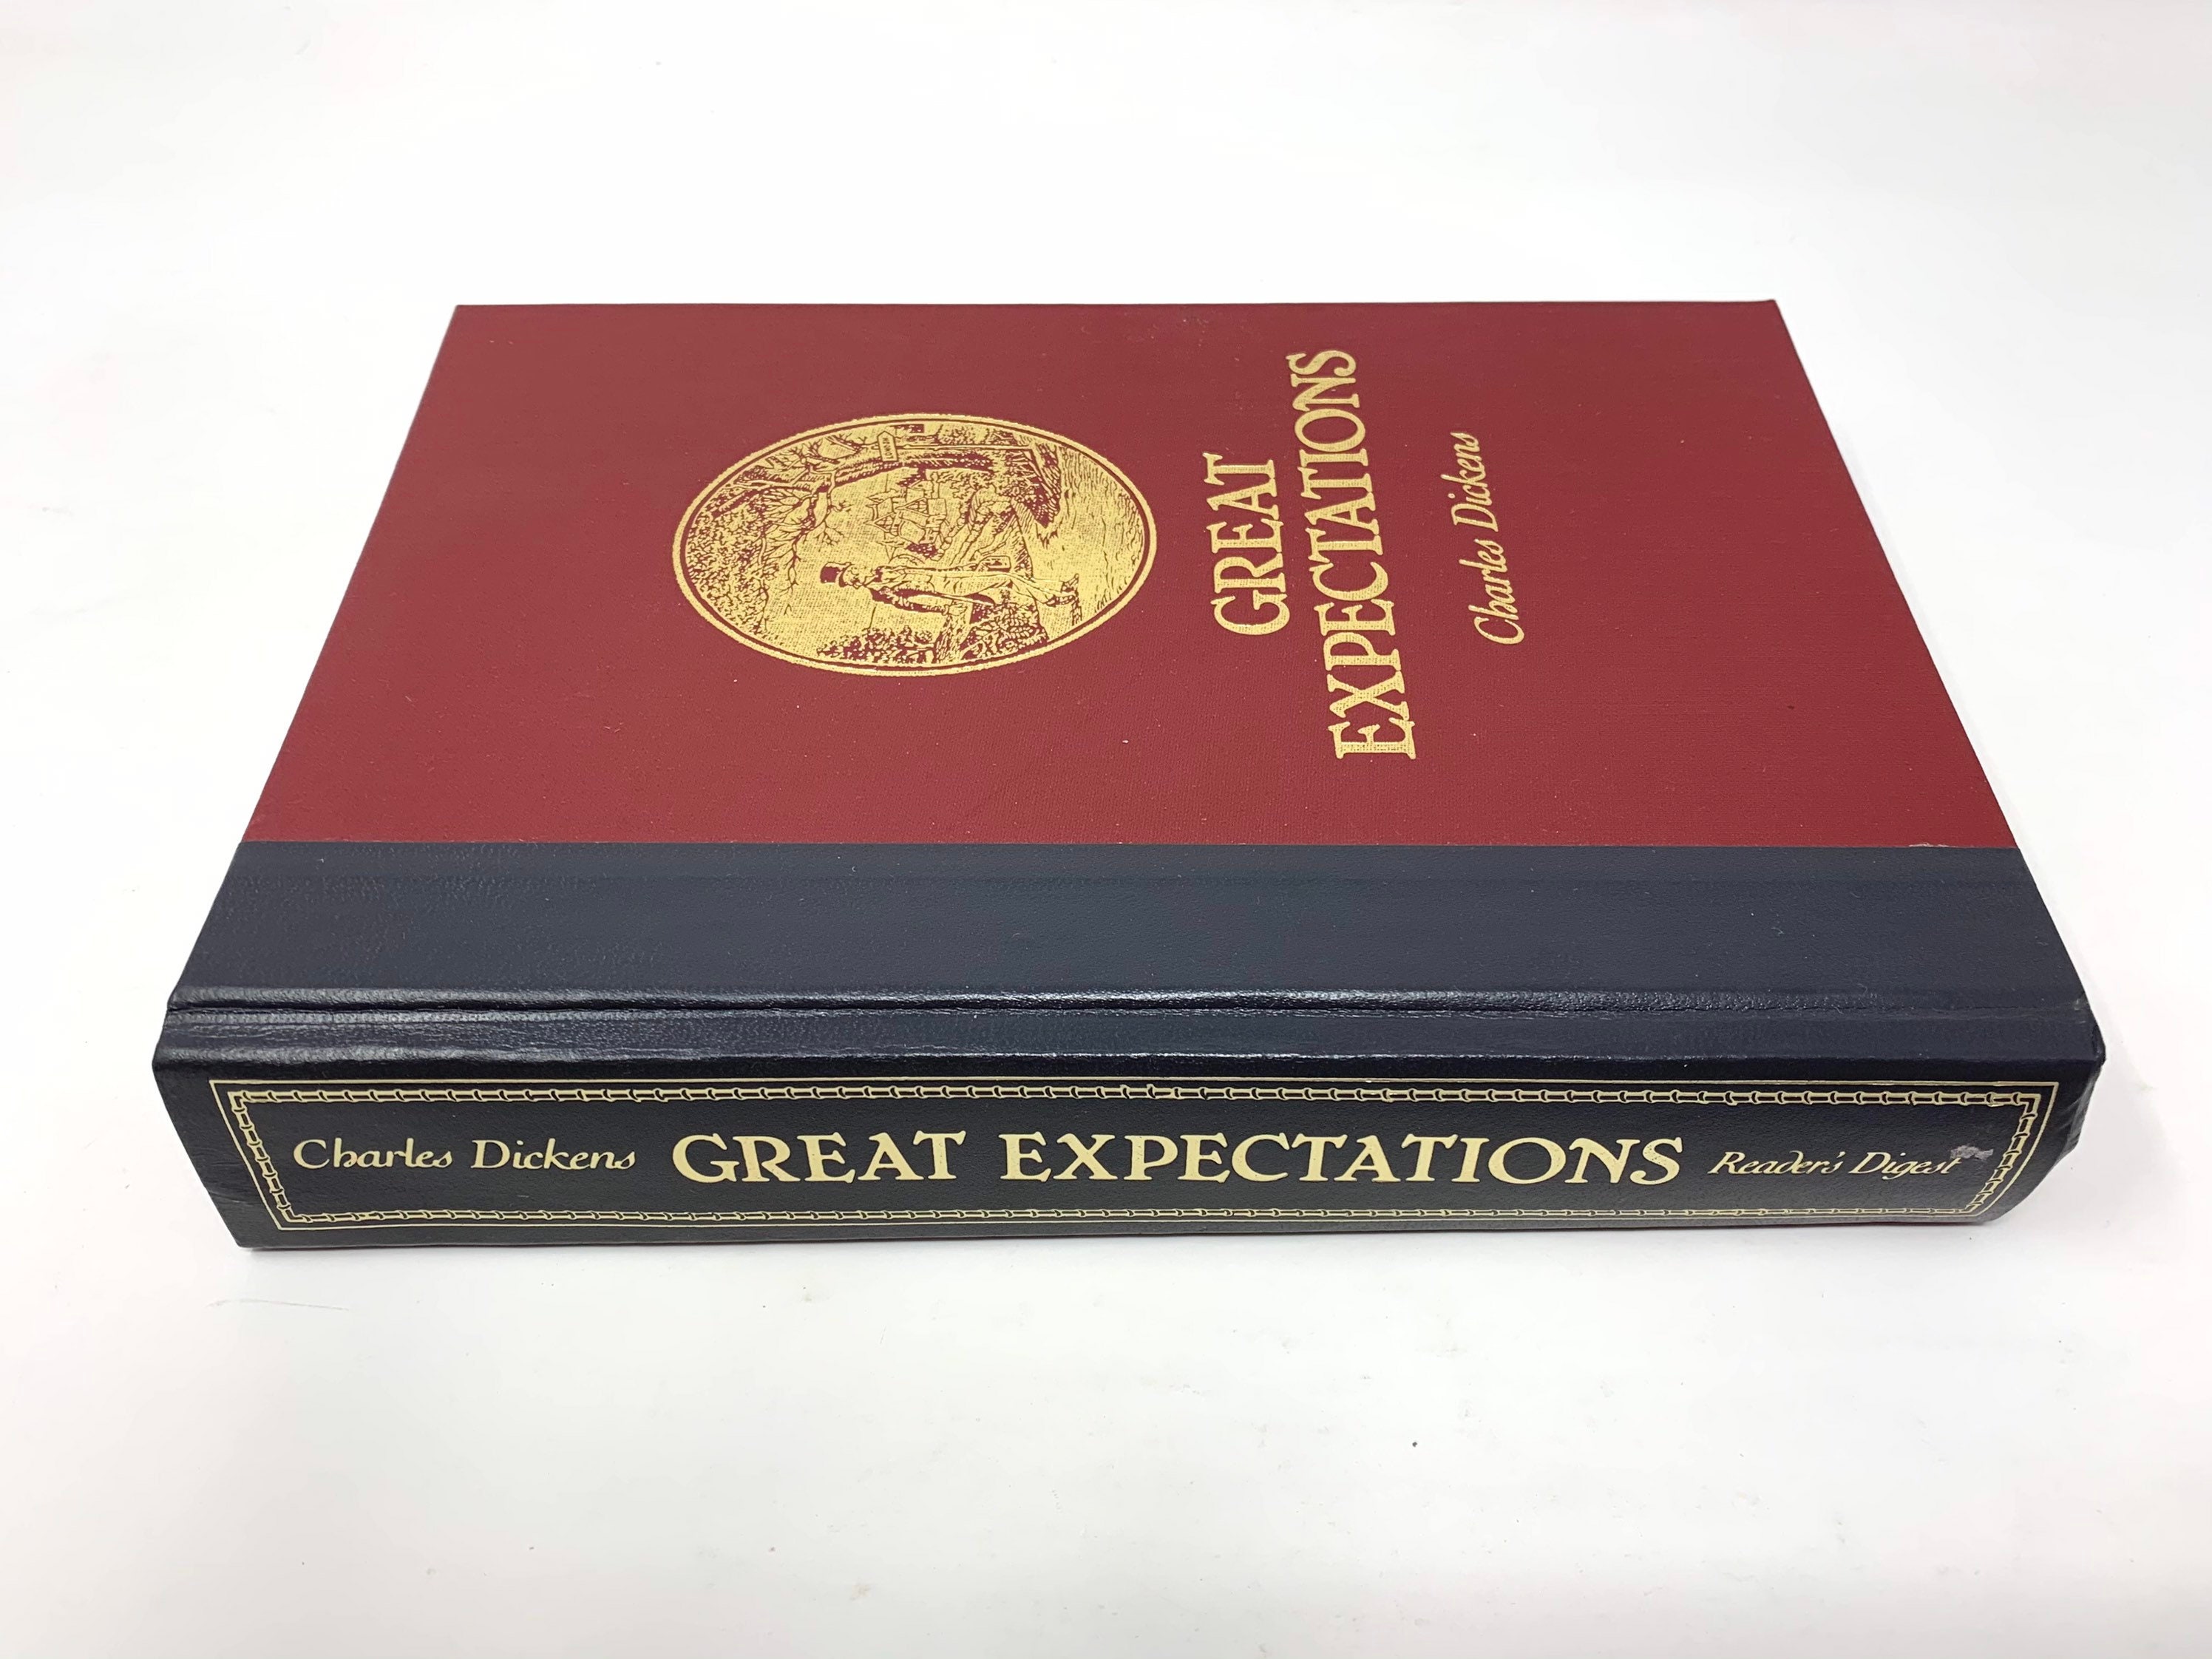 GREAT
EXPECTATIONS
Charles Dickens
Charles Dickens GREAT EXPECTATIONS Reader's Digest